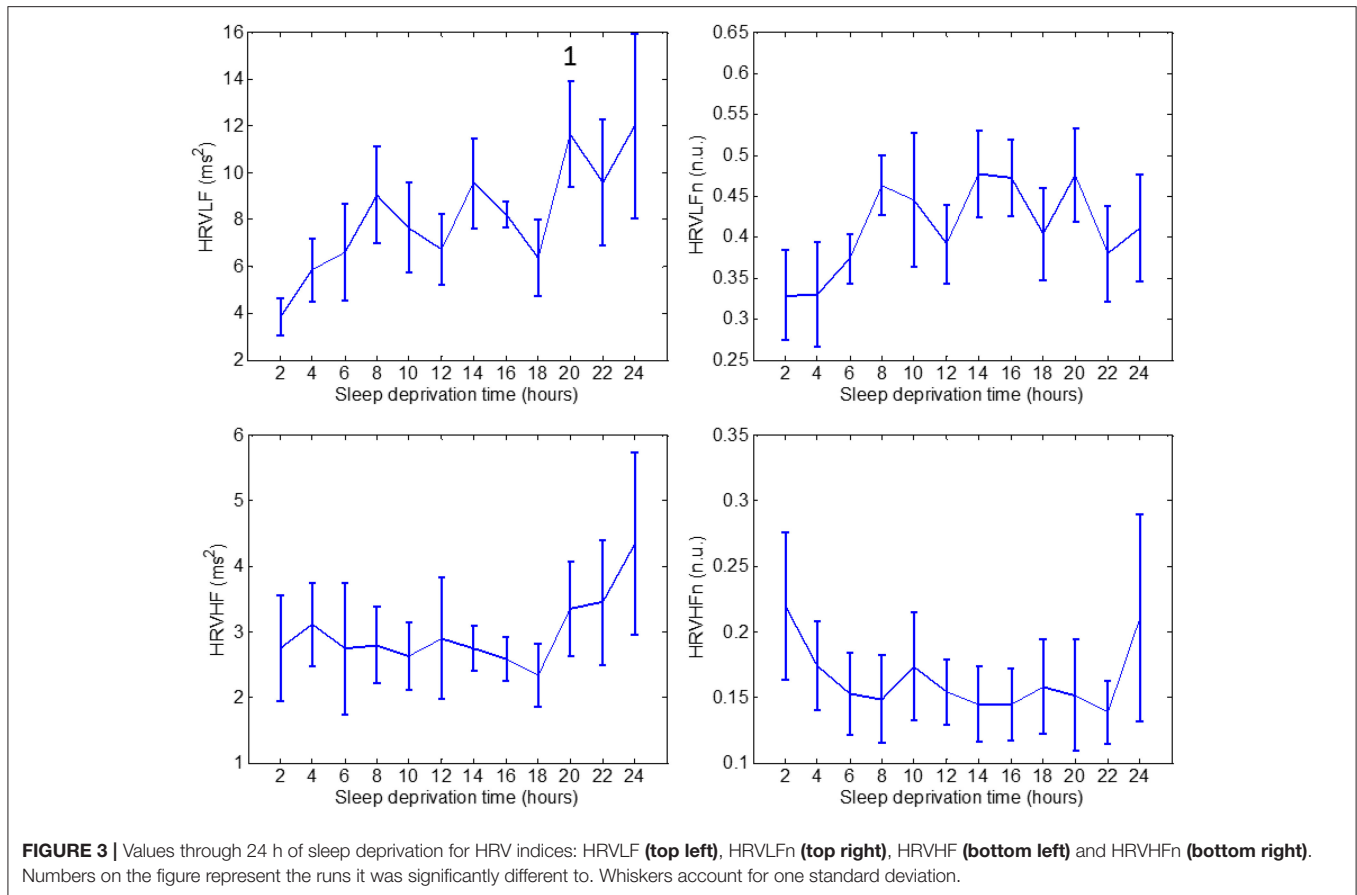 16
14
12
10
8
6
4
2
HRVLF (ms²)
1
2 4 6 8 10 12 14 16 18 20 22 24
Sleep deprivation time (hours)
0.65
0.6
0.55
0.5
0.45
0.4
0.35
0.3
0.25
HRVLFn (n.u.)
2 4 6 8 10 12 14 16 18 20 22 24
Sleep deprivation time (hours)
6
5
4
3
2
1
HRVHF (ms²)
2 4 6 8 10 12 14 16 18 20 22 24
Sleep deprivation time (hours)
0.35
0.3
0.25
0.2
0.15
0.1
HRVHFn (n.u.)
2 4 6 8 10 12 14 16 18 20 22 24
Sleep deprivation time (hours)
FIGURE 3 | Values through 24 h of sleep deprivation for HRV indices: HRVLF (top left), HRVLFn (top right), HRVHF (bottom left) and HRVHFn (bottom right).
Numbers on the figure represent the runs it was significantly different to. Whiskers account for one standard deviation.